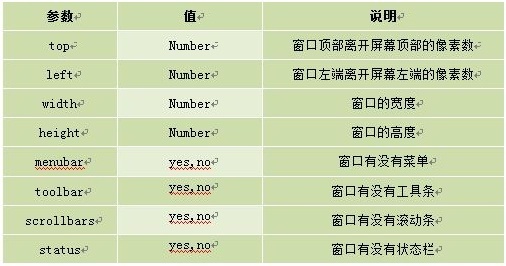 参数 值 说明
top Number 窗口顶部离开屏幕顶部的像素数
left Number 窗口左端离开屏幕左端的像素数
width Number 窗口的宽度
height Number 窗口的高度
menubar yes,no 窗口有没有菜单
toolbar yes,no 窗口有没有工具条
scrollbars yes,no 窗口有没有滚动条
status yes,no 窗口有没有状态栏